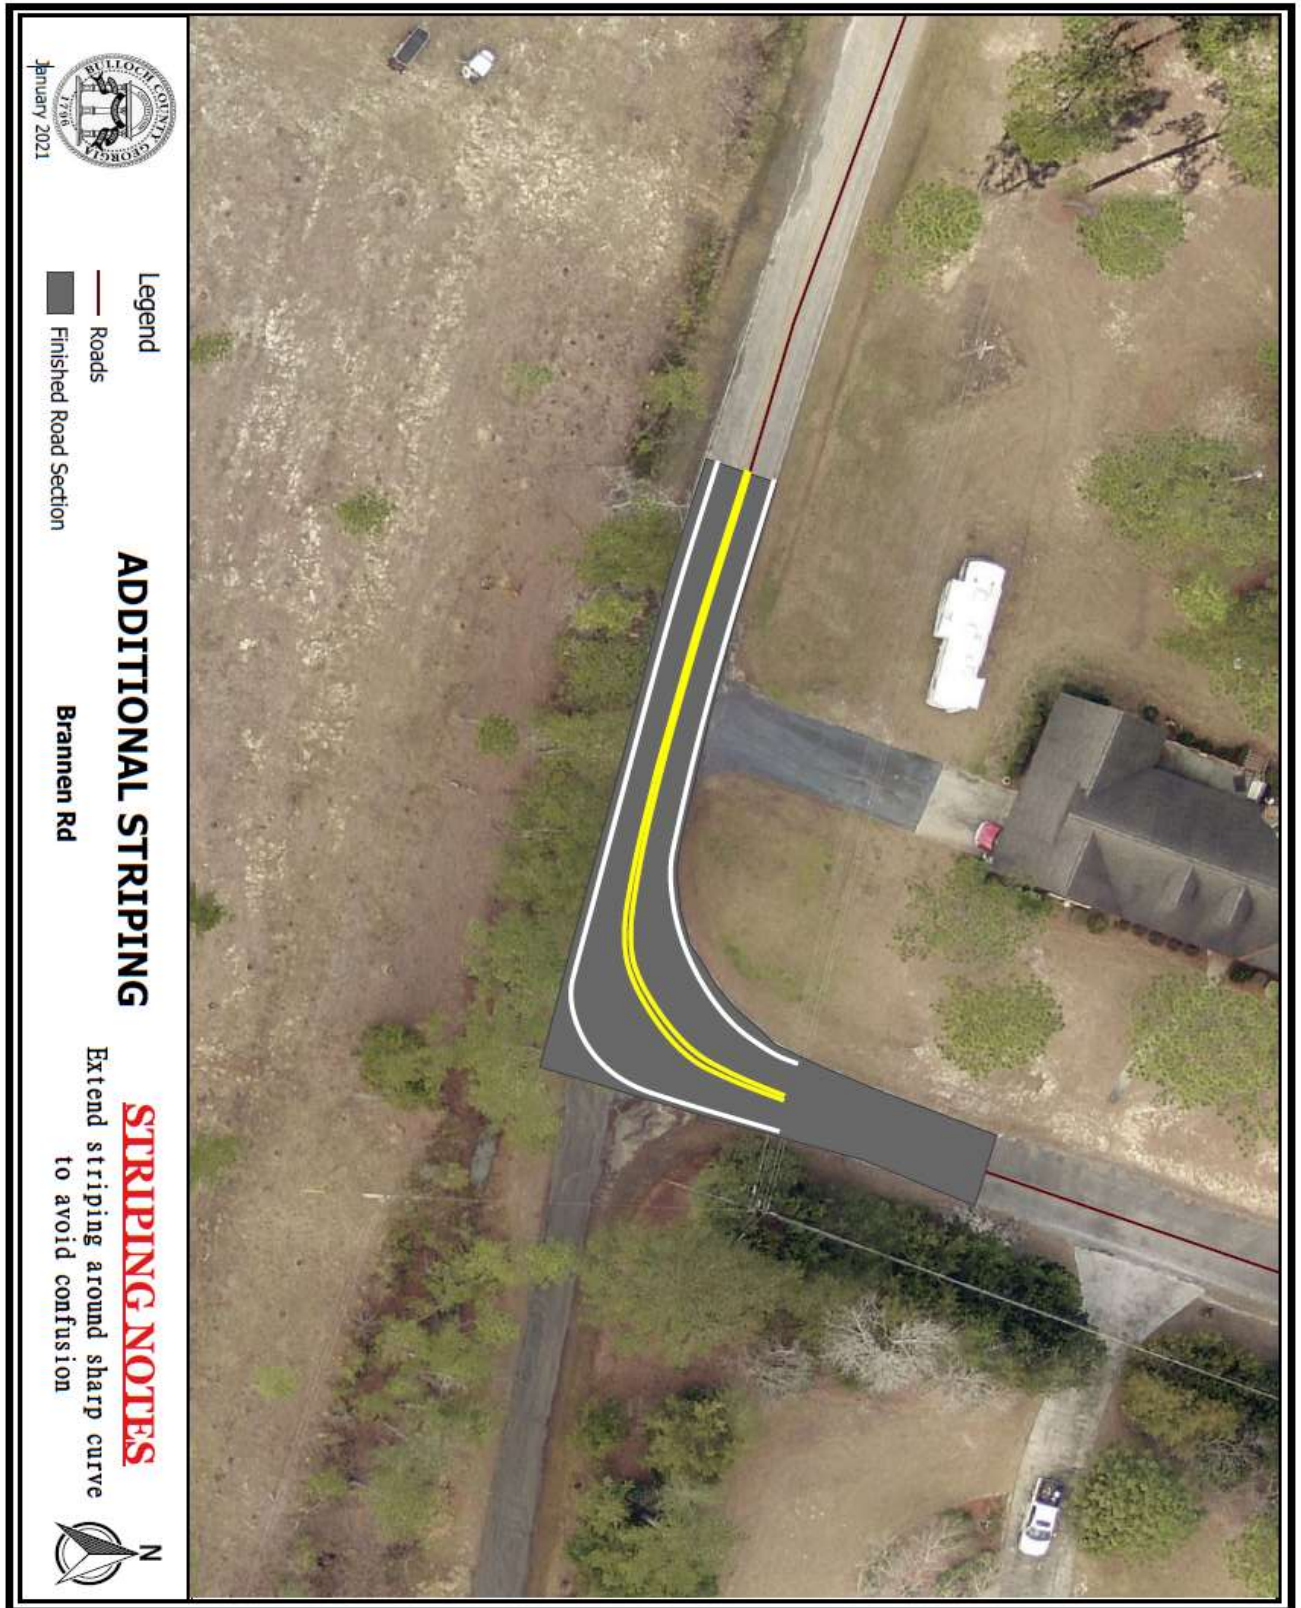 BULLOCH COUNTY GEORGIA
1796
January 2021
Legend
Roads
Finished Road Section
ADDITIONAL STRIPING
Brannen Rd
STRIPING NOTES
Extend striping around sharp curve
to avoid confusion
N